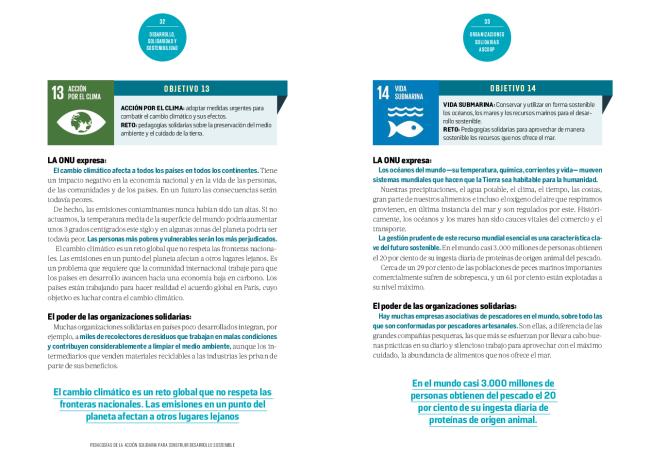 32
DESARROLLO,
SOLIDARIDAD Y
SOSTENIBILIDAD
13 ACCIÓN
POR EL CLIMA
OBJETIVO 13
ACCIÓN POR EL CLIMA: adoptar medidas urgentes para
combatir el cambio climático y sus efectos.
RETO: pedagogías solidarias sobre la preservación del medio
ambiente y el cuidado de la tierra.
LA ONU expresa:
El cambio climático afecta a todos los países en todos los continentes. Tiene
un impacto negativo en la economía nacional y en la vida de las personas,
de las comunidades y de los países. En un futuro las consecuencias serán
todavía peores.
De hecho, las emisiones contaminantes nunca habían sido tan altas. Si no
actuamos, la temperatura media de la superficie del mundo podría aumentar
unos 3 grados centígrados este siglo y en algunas zonas del planeta podría ser
todavía peor. Las personas más pobres y vulnerables serán los más perjudicados.
El cambio climático es un reto global que no respeta las fronteras naciona-
les. Las emisiones en un punto del planeta afectan a otros lugares lejanos. Es
un problema que requiere que la comunidad internacional trabaje para que
los países en desarrollo avancen hacia una economía baja en carbono. Los
países están trabajando para hacer realidad el acuerdo global en París, cuyo
objetivo es luchar contra el cambio climático.
El poder de las organizaciones solidarias:
Muchas organizaciones solidarias en países poco desarrollados integran, por
ejemplo, a miles de recolectores de residuos que trabajan en malas condiciones
y contribuyen considerablemente a limpiar el medio ambiente, aunque los in-
termediarios que venden materiales reciclables a las industrias les privan de
parte de sus beneficios.
El cambio climático es un reto global que no respeta las
fronteras nacionales. Las emisiones en un punto del
planeta afectan a otros lugares lejanos
PEDAGOGÍAS DE LA ACCIÓN SOLIDARIA PARA CONSTRUIR DESARROLLO SOSTENIBLE
33
ORGANIZACIONES
SOLIDARIAS
ASCOOP
14 VIDA
SUBMARINA
OBJETIVO 14
VIDA SUBMARINA: Conservar y utilizar en forma sostenible
los océanos, los mares y los recursos marinos para el desar-
rollo sostenible.
RETO: Pedagogías solidarias para aprovechar de manera
sostenible los recursos que nos ofrece el mar.
LA ONU expresa:
Los océanos del mundo —su temperatura, química, corrientes y vida— mueven
sistemas mundiales que hacen que la Tierra sea habitable para la humanidad.
Nuestras precipitaciones, el agua potable, el clima, el tiempo, las costas,
gran parte de nuestros alimentos e incluso el oxígeno del aire que respiramos
provienen, en última instancia del mar y son regulados por este. Históri-
camente, los océanos y los mares han sido cauces vitales del comercio y el
transporte.
La gestión prudente de este recurso mundial esencial es una característica cla-
ve del futuro sostenible. En el mundo casi 3.000 millones de personas obtienen
el 20 por ciento de su ingesta diaria de proteínas de origen animal del pescado.
Cerca de un 29 por ciento de las poblaciones de peces marinos importantes
comercialmente sufren de sobrepesca, y un 61 por ciento están explotadas a
su nivel máximo.
El poder de las organizaciones solidarias:
Hay muchas empresas asociativas de pescadores en el mundo, sobre todo las
que son conformadas por pescadores artesanales. Son ellas, a diferencia de las
grandes compañías pesqueras, las que más se esfuerzan por llevar a cabo bue-
nas prácticas en su diario y silencioso trabajo para aprovechar con el máximo
cuidado, la abundancia de alimentos que nos ofrece el mar.
En el mundo casi 3.000 millones de
personas obtienen del pescado el 20
por ciento de su ingesta diaria de
proteínas de origen animal.